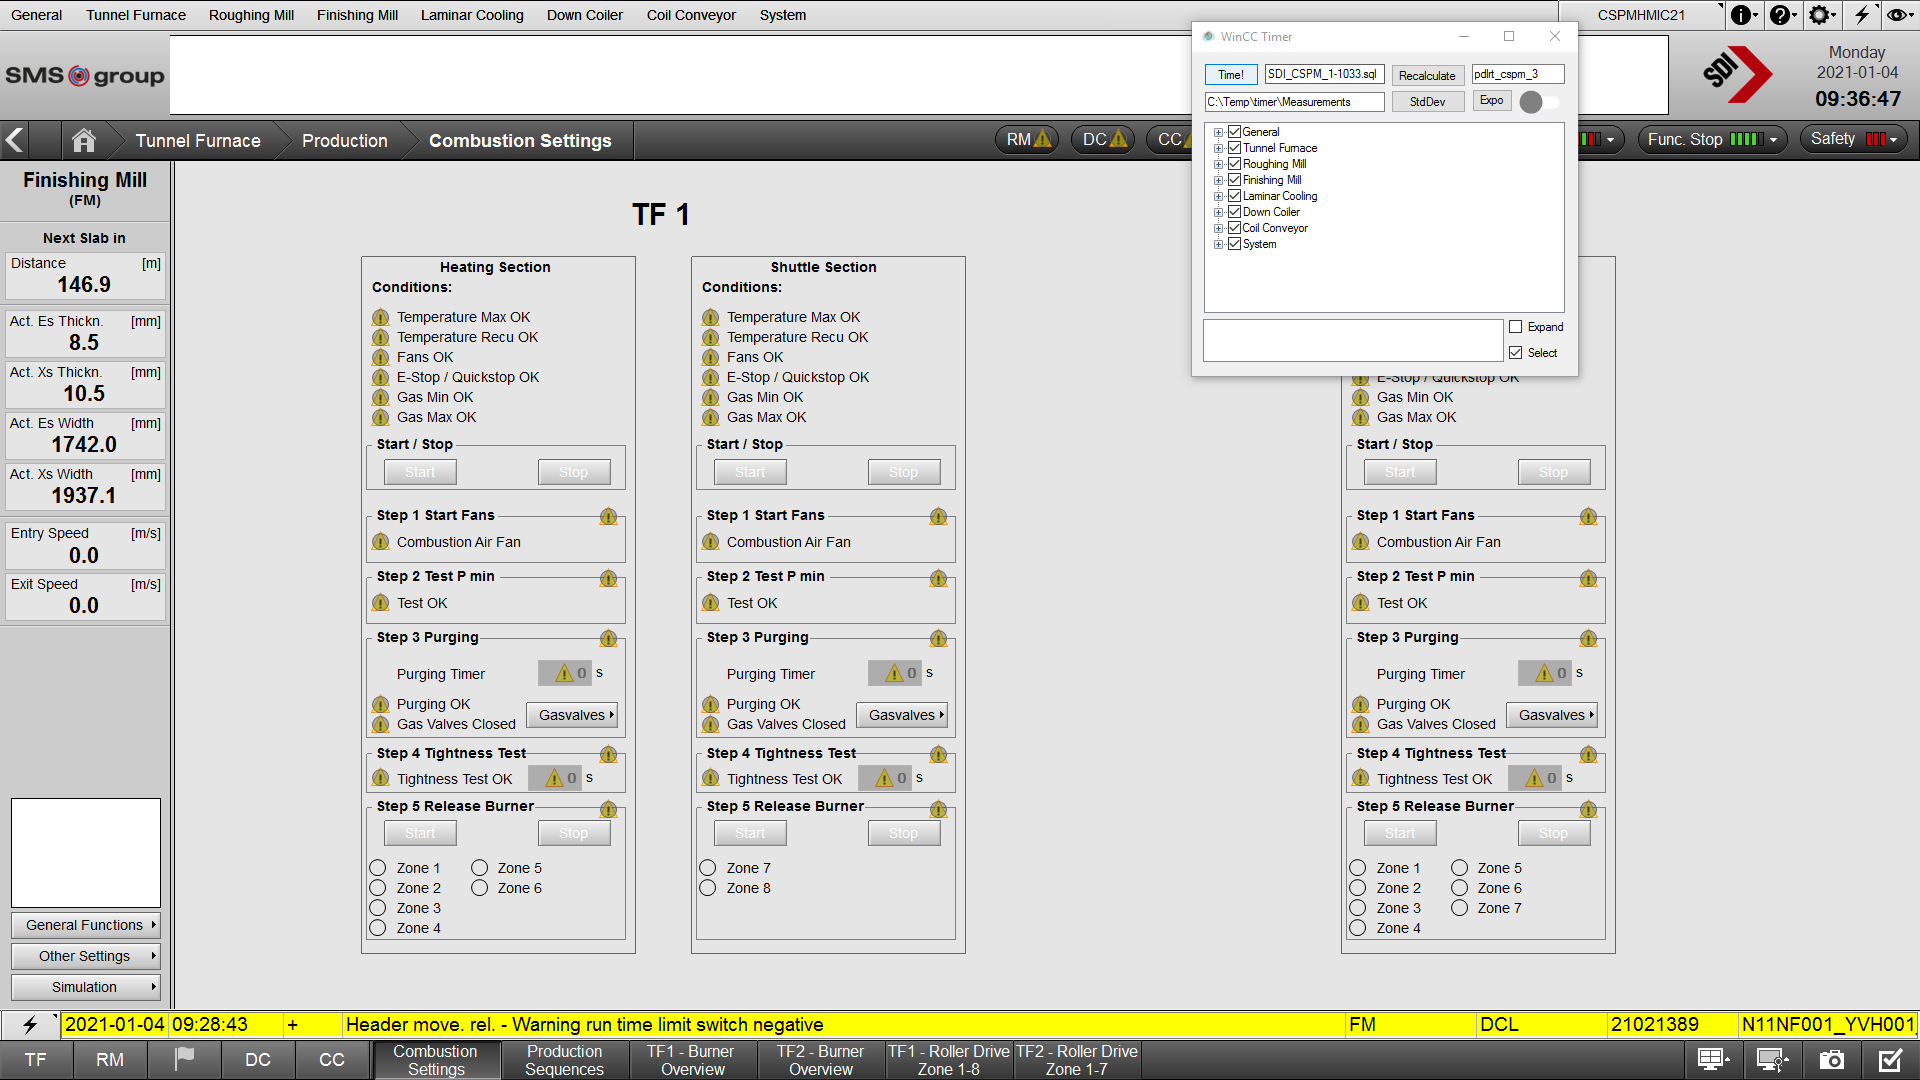 General Tunnel Furnace Roughing Mill Finishing Mill Laminar Cooling Down Coiler Coil Conveyor System CSPMHMIC21
SMS group
SDI
Monday
2021-01-04
09:36:47
WinCC Timer
Time! SDI_CSPM_1-1033.sql Recalculate pdlrt_cspm_3
C:\Temp\timer\Measurements StdDev Expo
General
Tunnel Furnace
Roughing Mill
Finishing Mill
Laminar Cooling
Down Coiler
Coil Conveyor
System
Expand
Select
Tunnel Furnace Production Combustion Settings RM DC CC Func. Stop Safety
Finishing Mill
(FM)
Next Slab in
Distance [m]
146.9
Act. Es Thickn. [mm]
8.5
Act. Xs Thickn. [mm]
10.5
Act. Es Width [mm]
1742.0
Act. Xs Width [mm]
1937.1
Entry Speed [m/s]
0.0
Exit Speed [m/s]
0.0
General Functions
Other Settings
Simulation
TF 1
Heating Section
Conditions:
Temperature Max OK
Temperature Recu OK
Fans OK
E-Stop / Quickstop OK
Gas Min OK
Gas Max OK
Start / Stop
Start Stop
Step 1 Start Fans
Combustion Air Fan
Step 2 Test P min
Test OK
Step 3 Purging
Purging Timer 0 s
Purging OK
Gas Valves Closed Gasvalves
Step 4 Tightness Test
Tightness Test OK 0 s
Step 5 Release Burner
Start Stop
Zone 1 Zone 5
Zone 2 Zone 6
Zone 3
Zone 4
Shuttle Section
Conditions:
Temperature Max OK
Temperature Recu OK
Fans OK
E-Stop / Quickstop OK
Gas Min OK
Gas Max OK
Start / Stop
Start Stop
Step 1 Start Fans
Combustion Air Fan
Step 2 Test P min
Test OK
Step 3 Purging
Purging Timer 0 s
Purging OK
Gas Valves Closed Gasvalves
Step 4 Tightness Test
Tightness Test OK 0 s
Step 5 Release Burner
Start Stop
Zone 7
Zone 8
E-Stop / Quickstop OK
Gas Min OK
Gas Max OK
Start / Stop
Start Stop
Step 1 Start Fans
Combustion Air Fan
Step 2 Test P min
Test OK
Step 3 Purging
Purging Timer 0 s
Purging OK
Gas Valves Closed Gasvalves
Step 4 Tightness Test
Tightness Test OK 0 s
Step 5 Release Burner
Start Stop
Zone 1 Zone 5
Zone 2 Zone 6
Zone 3 Zone 7
Zone 4
2021-01-04 09:28:43 + Header move. rel. - Warning run time limit switch negative FM DCL 21021389 N11NF001_YVH001
TF RM DC CC
Combustion
Settings
Production
Sequences
TF1 - Burner
Overview
TF2 - Burner
Overview
TF1 - Roller Drive
Zone 1-8
TF2 - Roller Drive
Zone 1-7